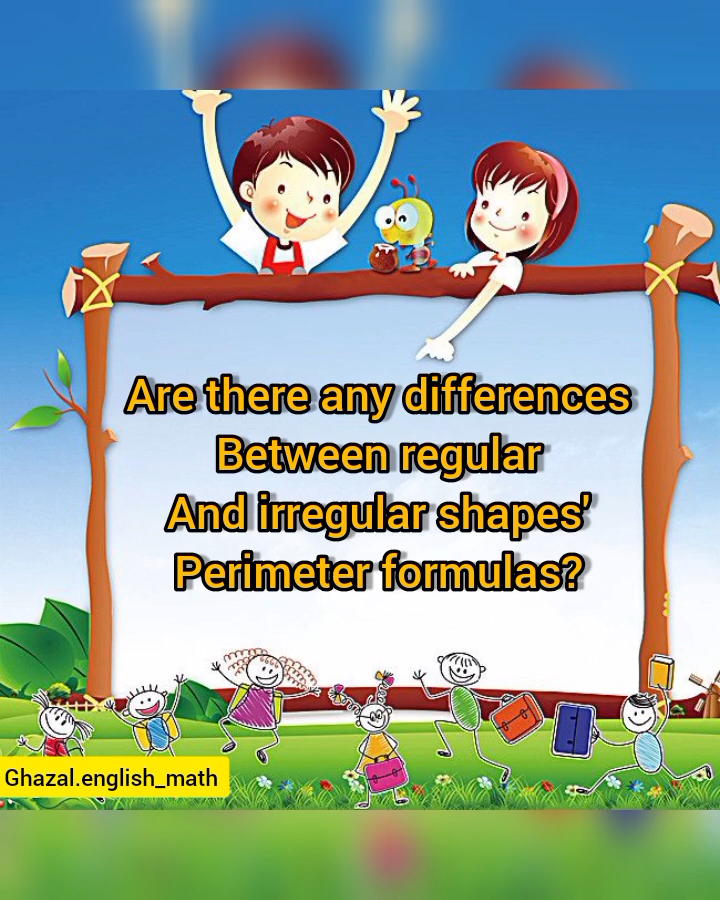 Are there any differences
Between regular
And irregular shapes’
Perimeter formulas?
Ghazal.english_math